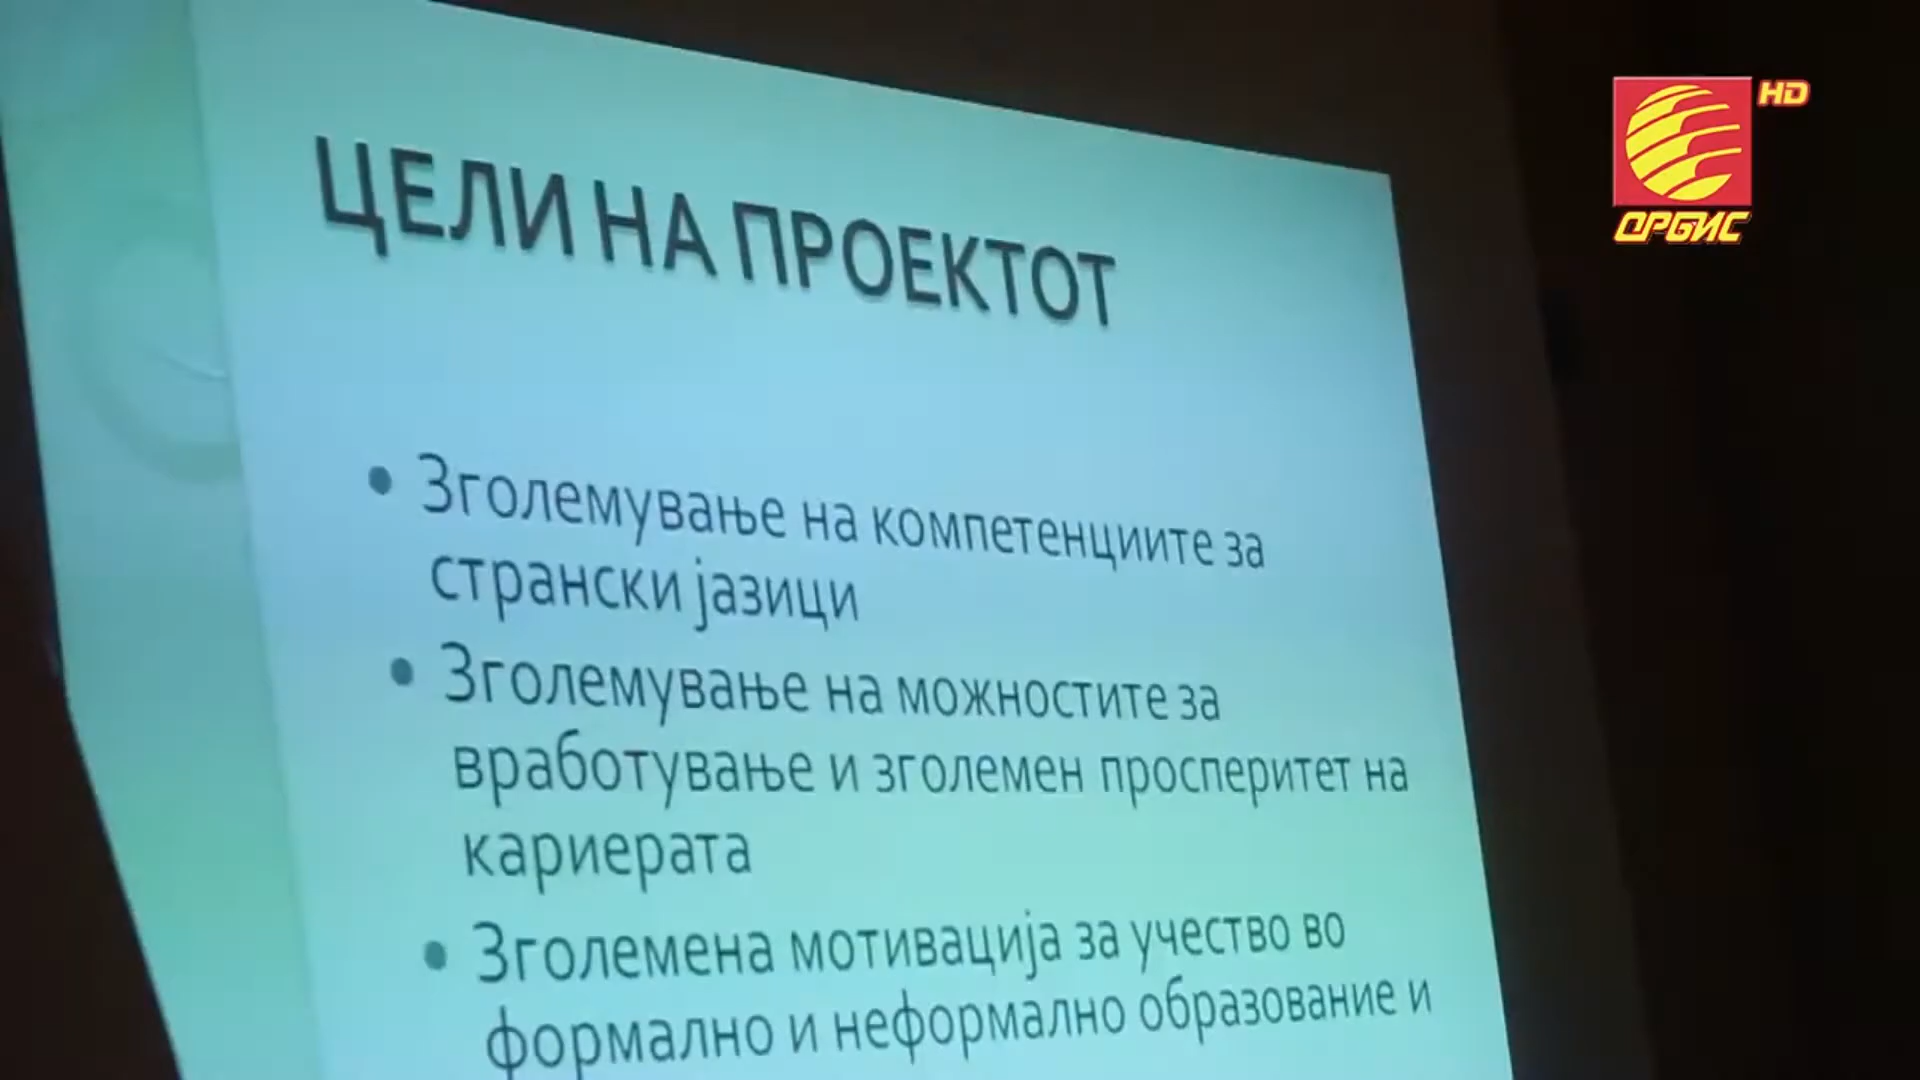 ЦЕЛИ НА ПРОЕКТОТ
• Зголемување на компетенциите за
странски јазици
• Зголемување на можностите за
вработување и зголемен просперитет на
кариерата
• Зголемена мотивација за учество во
формално и неформално образование и
HD
ОРБИС